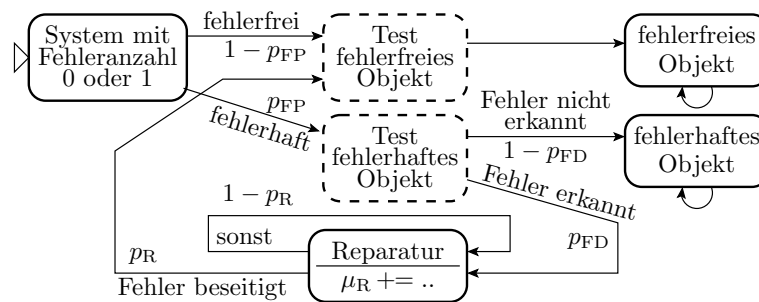 System mit
Fehleranzahl
0 oder 1
fehlerfrei
1 − p_FP
p_FP
fehlerhaft
Test
fehlerfreies
Objekt
fehlerfreies
Objekt
Test
fehlerhaftes
Objekt
Fehler nicht
erkannt
1 − p_FD
fehlerhaftes
Objekt
Fehler erkannt
p_FD
1 − p_R
sonst
p_R
Fehler beseitigt
Reparatur
μ_R += ..